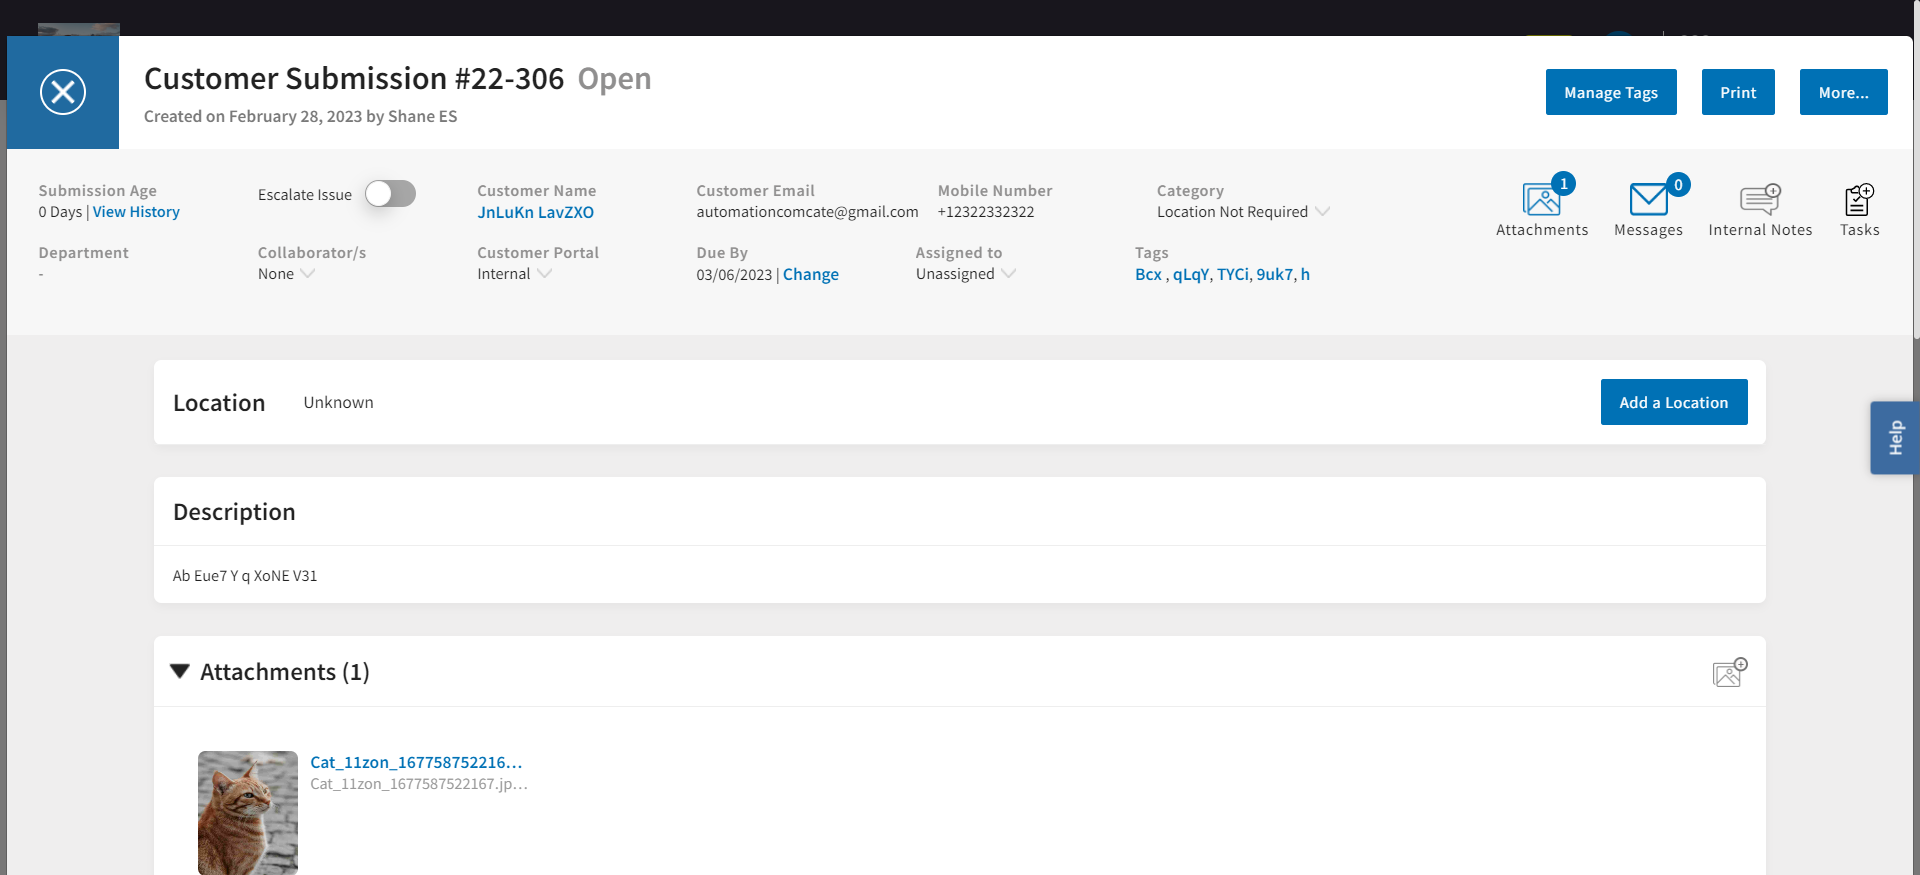 Customer Submission #22-306 Open
Created on February 28, 2023 by Shane ES
Manage Tags
Print
More...
Submission Age
0 Days | View History
Escalate Issue
Customer Name
JnLuKn LavZXO
Customer Email
automationcomcate@gmail.com
Mobile Number
+12322332322
Category
Location Not Required
1
Attachments
0
Messages
Internal Notes
Tasks
Department
-
Collaborator/s
None
Customer Portal
Internal
Due By
03/06/2023 | Change
Assigned to
Unassigned
Tags
Bcx , qLqY, TYCi, 9uk7, h
Location
Unknown
Add a Location
Help
Description
Ab Eue7 Y q XoNE V31
Attachments (1)
Cat_11zon_167758752216...
Cat_11zon_1677587522167.jp...